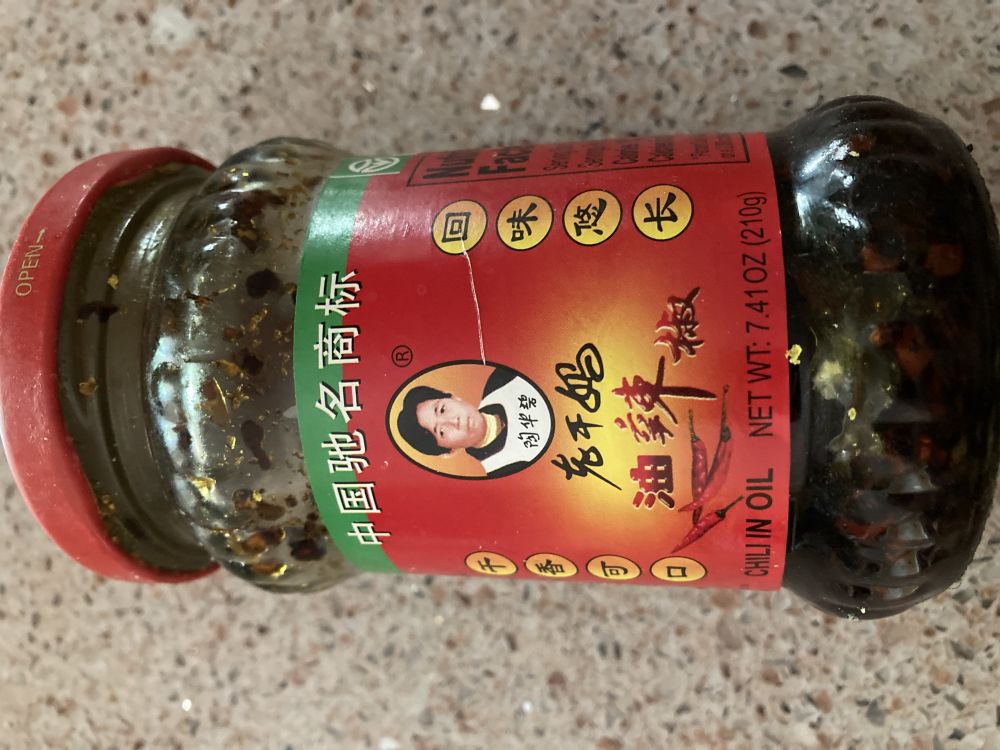 OPEN
中国驰名商标
®
陶华碧
老干妈
油辣椒
干香可口
回味悠长
CHILI IN OIL NET WT: 7.41OZ (210g)